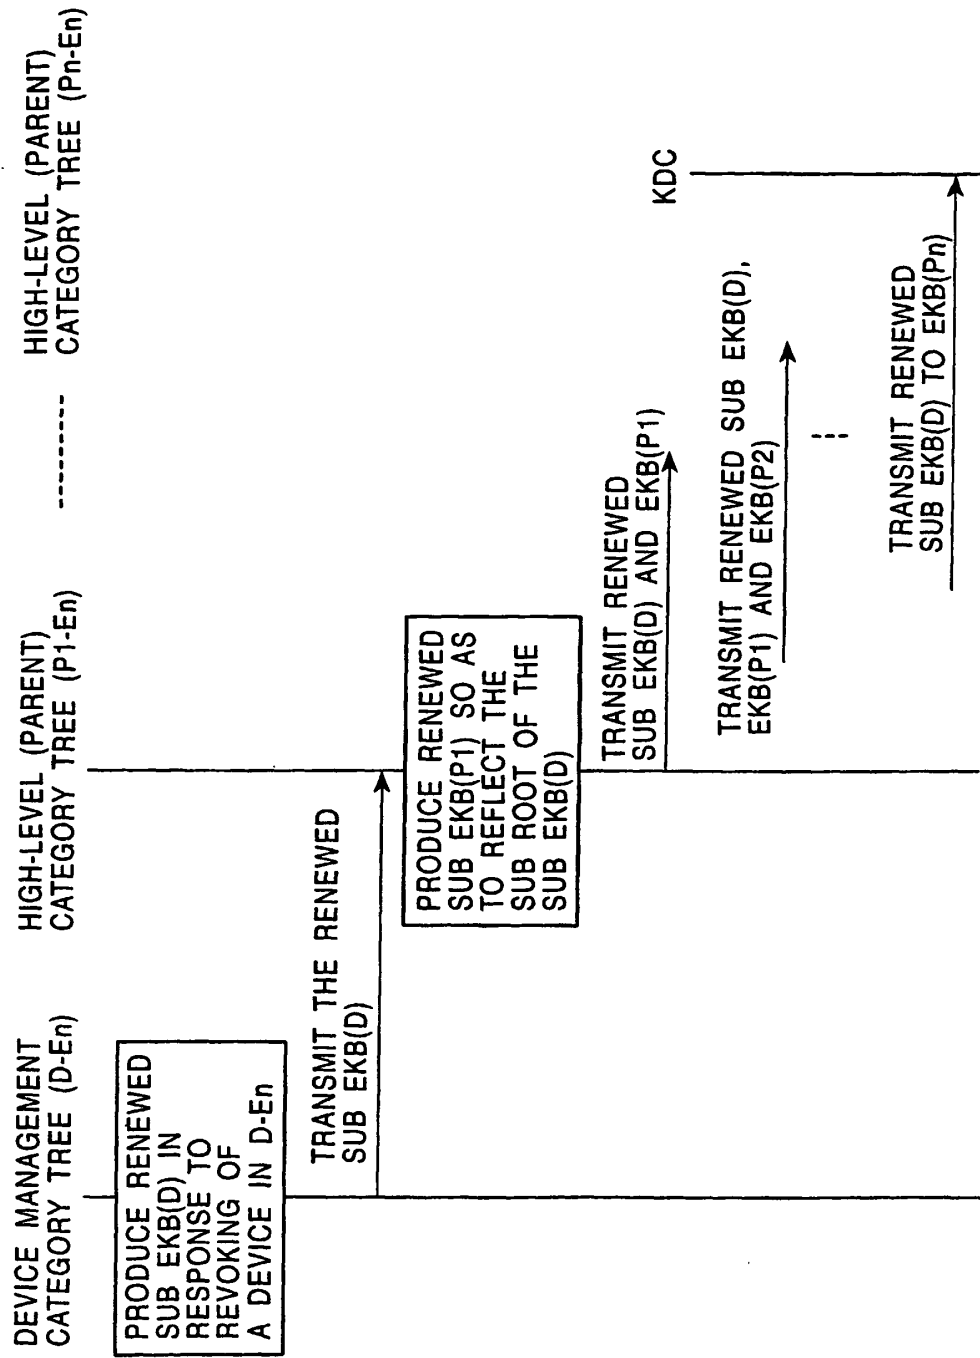 DEVICE MANAGEMENT
CATEGORY TREE (D-En)
HIGH-LEVEL (PARENT)
CATEGORY TREE (P1-En)
HIGH-LEVEL (PARENT)
CATEGORY TREE (Pn-En)
PRODUCE RENEWED
SUB EKB(D) IN
RESPONSE TO
REVOKING OF
A DEVICE IN D-En
TRANSMIT THE RENEWED
SUB EKB(D)
PRODUCE RENEWED
SUB EKB(P1) SO AS
TO REFLECT THE
SUB ROOT OF THE
SUB EKB(D)
TRANSMIT RENEWED
SUB EKB(D) AND EKB(P1)
KDC
TRANSMIT RENEWED SUB EKB(D),
EKB(P1) AND EKB(P2)
TRANSMIT RENEWED
SUB EKB(D) TO EKB(Pn)